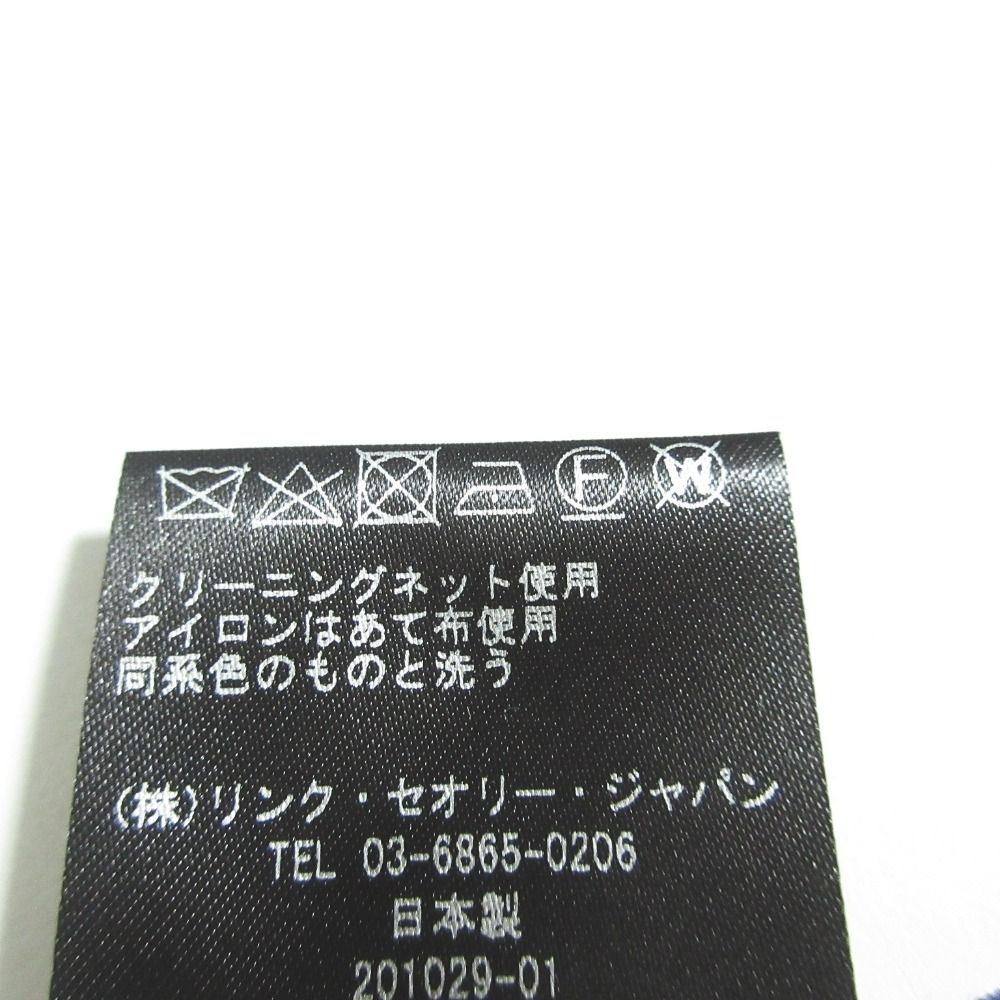 F W
クリーニングネット使用
アイロンはあて布使用
同系色のものと洗う
(株)リンク・セオリー・ジャパン
TEL 03-6865-0206
日本製
201029-01